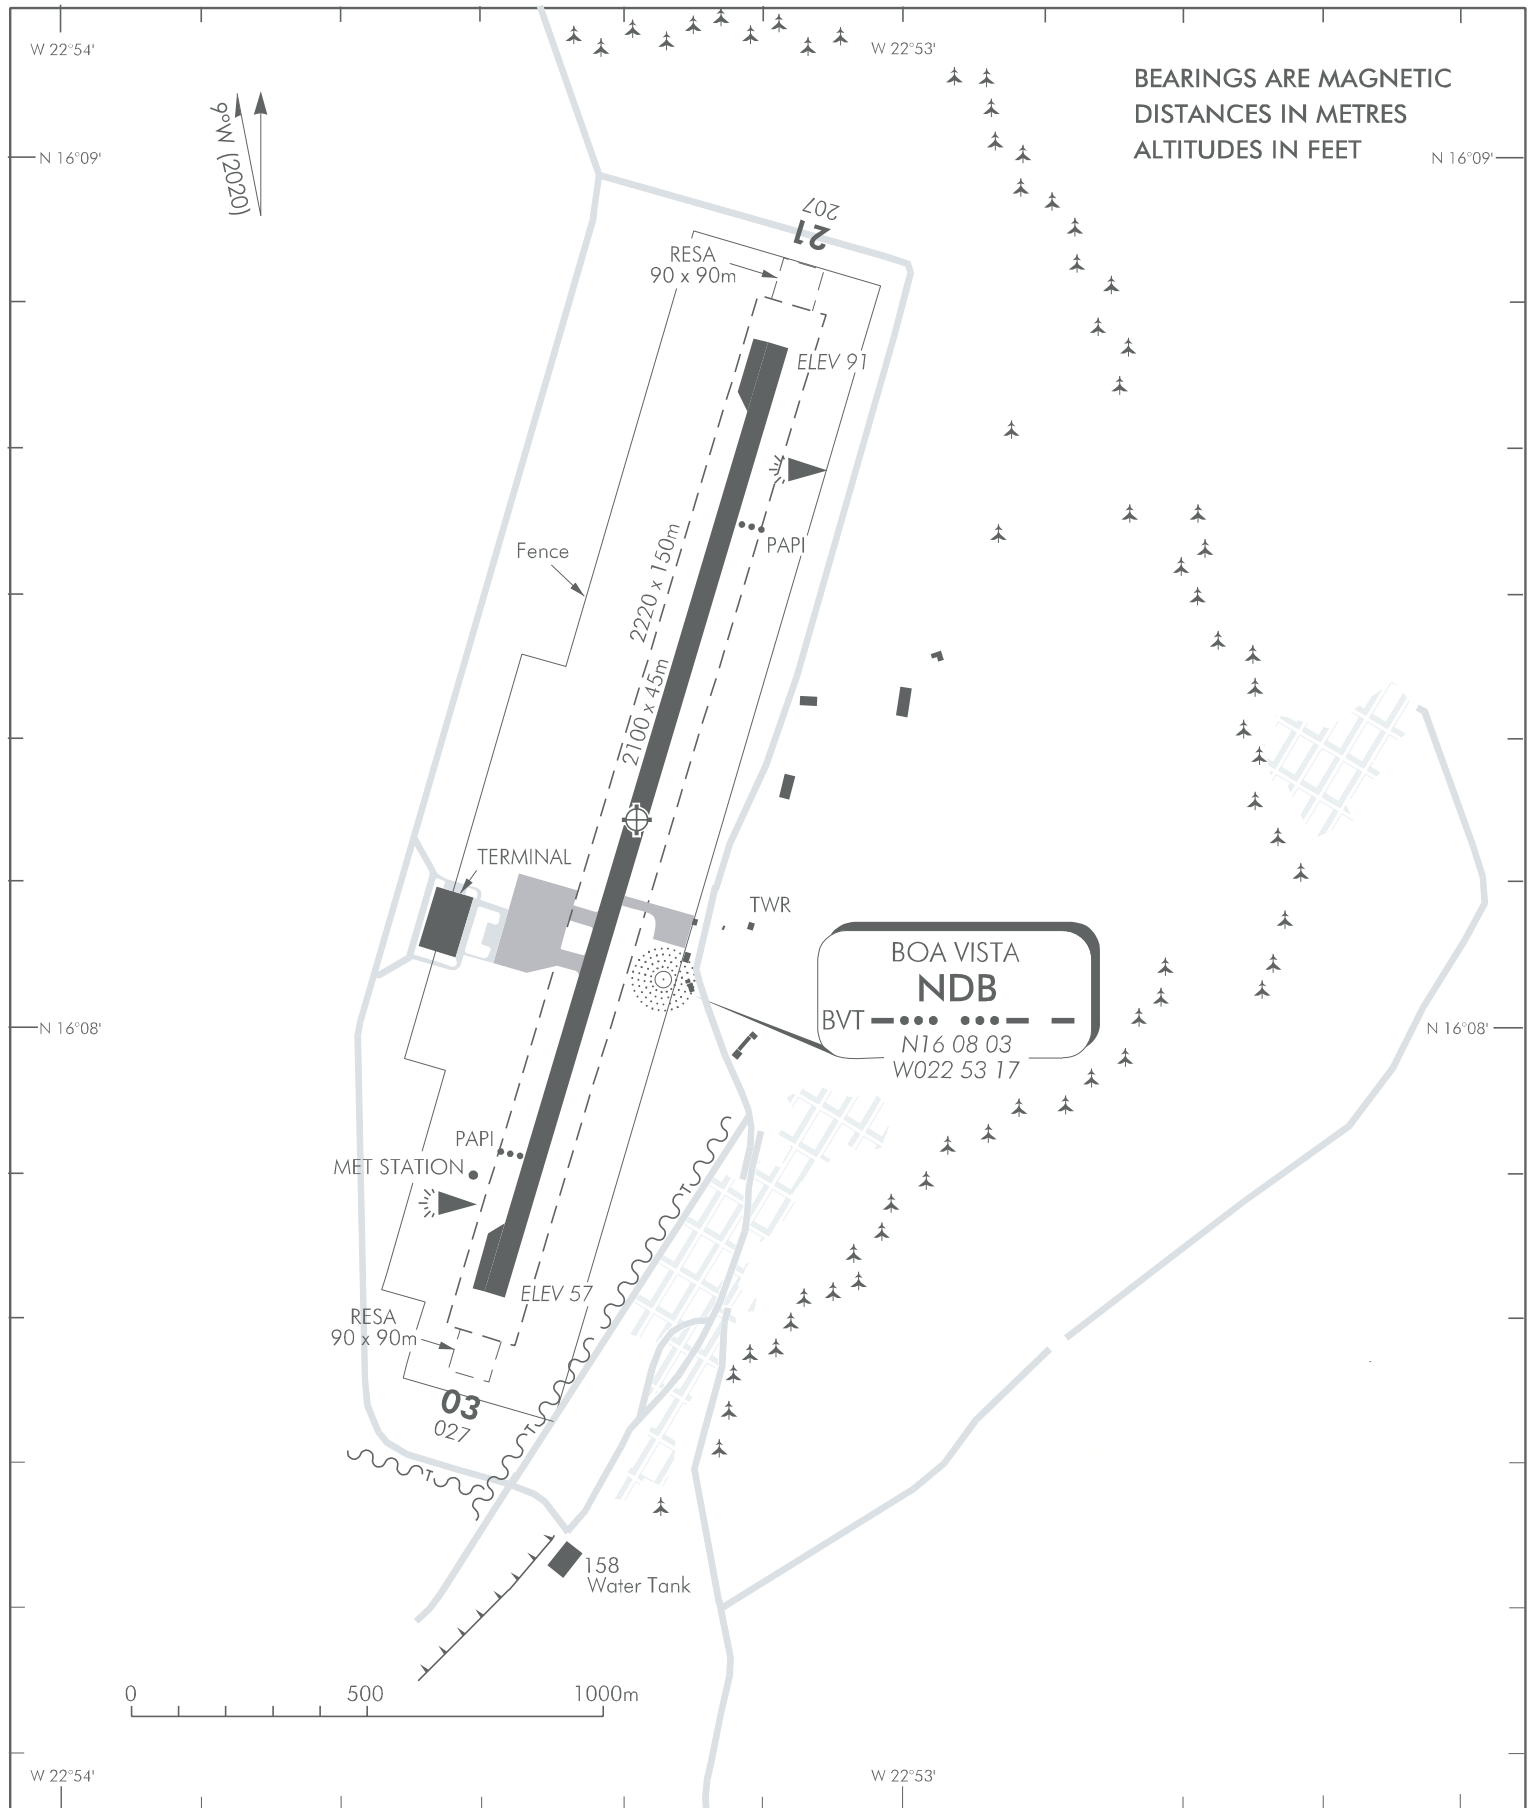 W 22°54'
W 22°53'
BEARINGS ARE MAGNETIC
DISTANCES IN METRES
ALTITUDES IN FEET
9°W (2020)
N 16°09'
N 16°09'
207
21
RESA
90 x 90m
ELEV 91
PAPI
Fence
2220 x 150m
2100 x 45m
TERMINAL
TWR
BOA VISTA
NDB
BVT
N16 08 03
W022 53 17
N 16°08'
N 16°08'
PAPI
MET STATION
T
ELEV 57
RESA
90 x 90m
03
027
T
T
158
Water Tank
0 500 1000m
W 22°54'
W 22°53'